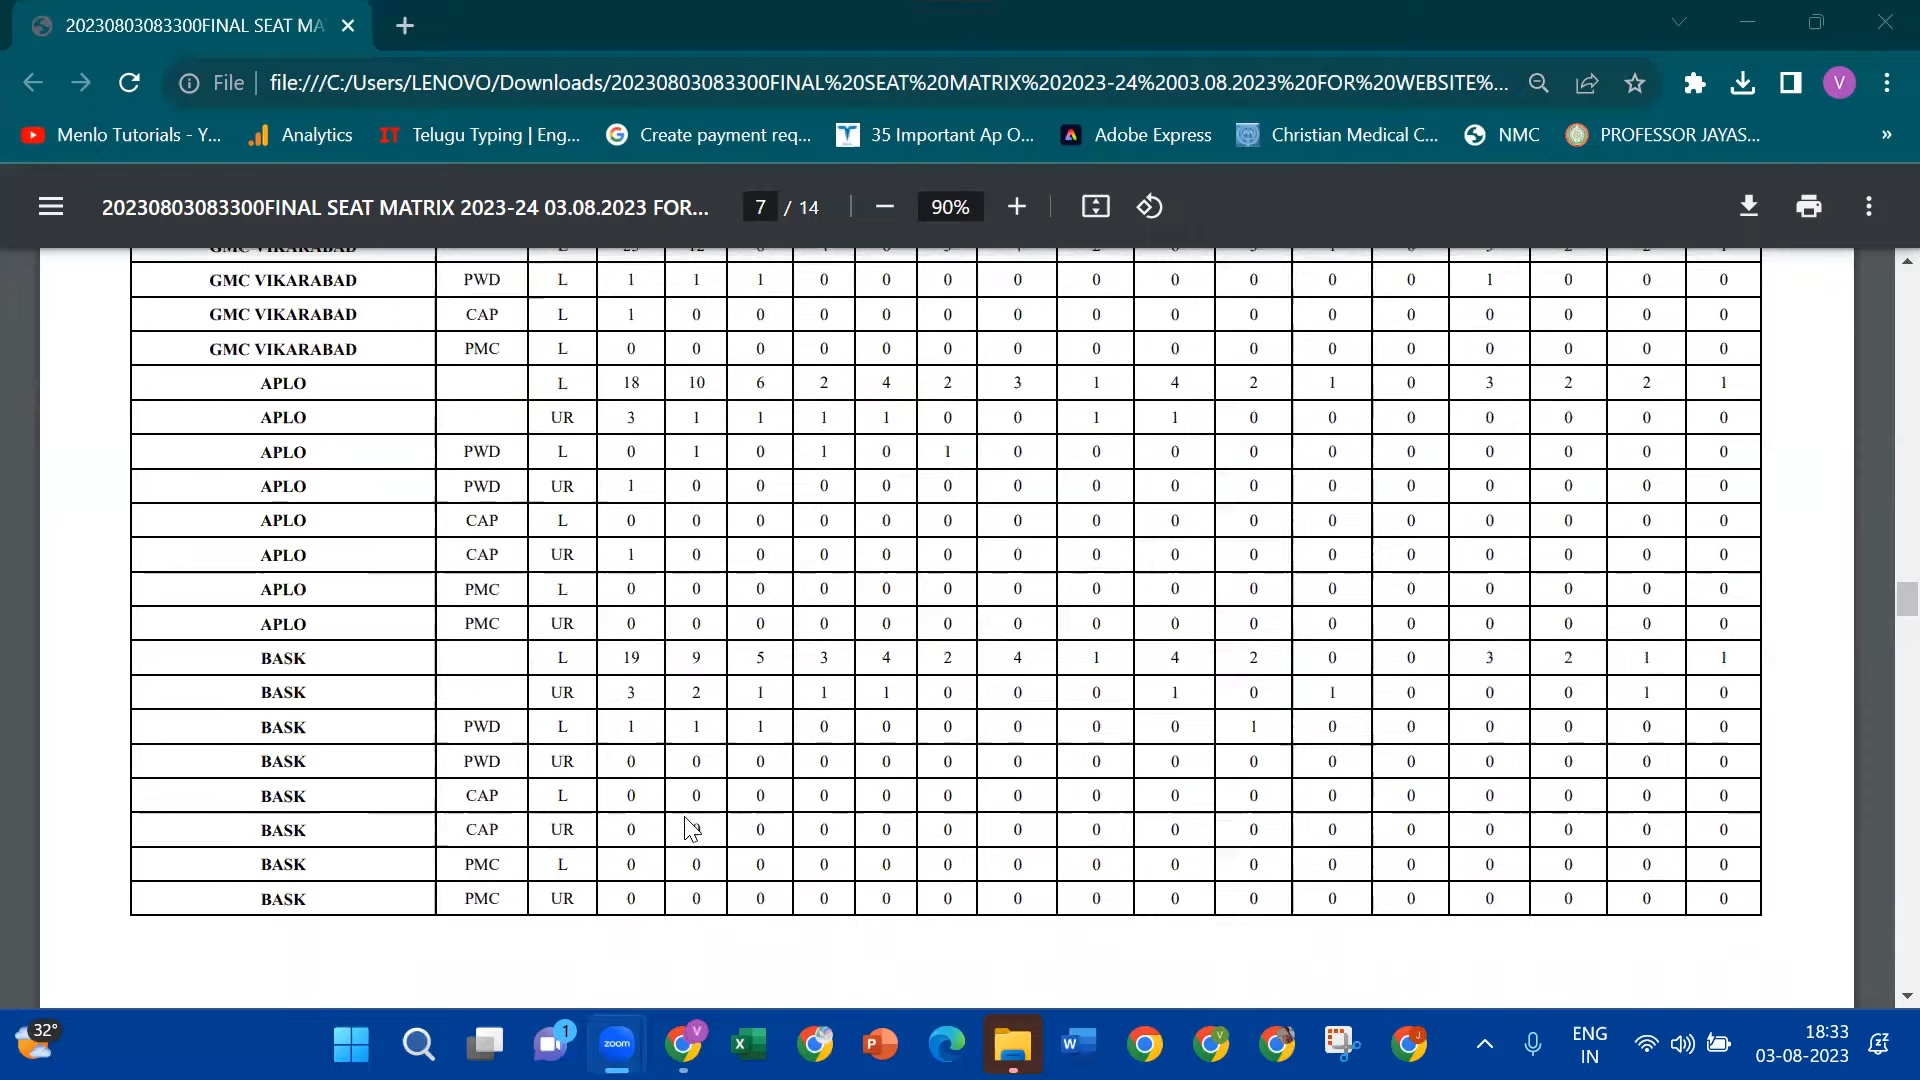 20230803083300FINAL SEAT MA
File file:///C:/Users/LENOVO/Downloads/20230803083300FINAL%20SEAT%20MATRIX%202023-24%2003.08.2023%20FOR%20WEBSITE%...
V
Menlo Tutorials - Y... Analytics Telugu Typing | Eng... Create payment req... 35 Important Ap O... Adobe Express Christian Medical C... NMC PROFESSOR JAYAS... »
20230803083300FINAL SEAT MATRIX 2023-24 03.08.2023 FOR... 7 / 14 90%
GMC VIKARABAD L 
GMC VIKARABAD PWD L 1 1 1 0 0 0 0 0 0 0 0 0 1 0 0 0
GMC VIKARABAD CAP L 1 0 0 0 0 0 0 0 0 0 0 0 0 0 0 0
GMC VIKARABAD PMC L 0 0 0 0 0 0 0 0 0 0 0 0 0 0 0 0
APLO L 18 10 6 2 4 2 3 1 4 2 1 0 3 2 2 1
APLO UR 3 1 1 1 1 0 0 1 1 0 0 0 0 0 0 0
APLO PWD L 0 1 0 1 0 1 0 0 0 0 0 0 0 0 0 0
APLO PWD UR 1 0 0 0 0 0 0 0 0 0 0 0 0 0 0 0
APLO CAP L 0 0 0 0 0 0 0 0 0 0 0 0 0 0 0 0
APLO CAP UR 1 0 0 0 0 0 0 0 0 0 0 0 0 0 0 0
APLO PMC L 0 0 0 0 0 0 0 0 0 0 0 0 0 0 0 0
APLO PMC UR 0 0 0 0 0 0 0 0 0 0 0 0 0 0 0 0
BASK L 19 9 5 3 4 2 4 1 4 2 0 0 3 2 1 1
BASK UR 3 2 1 1 1 0 0 0 1 0 1 0 0 0 1 0
BASK PWD L 1 1 1 0 0 0 0 0 0 1 0 0 0 0 0 0
BASK PWD UR 0 0 0 0 0 0 0 0 0 0 0 0 0 0 0 0
BASK CAP L 0 0 0 0 0 0 0 0 0 0 0 0 0 0 0 0
BASK CAP UR 0 0 0 0 0 0 0 0 0 0 0 0 0 0 0 0
BASK PMC L 0 0 0 0 0 0 0 0 0 0 0 0 0 0 0 0
BASK PMC UR 0 0 0 0 0 0 0 0 0 0 0 0 0 0 0 0
32° 1 zoom V ENG 18:33
IN 03-08-2023